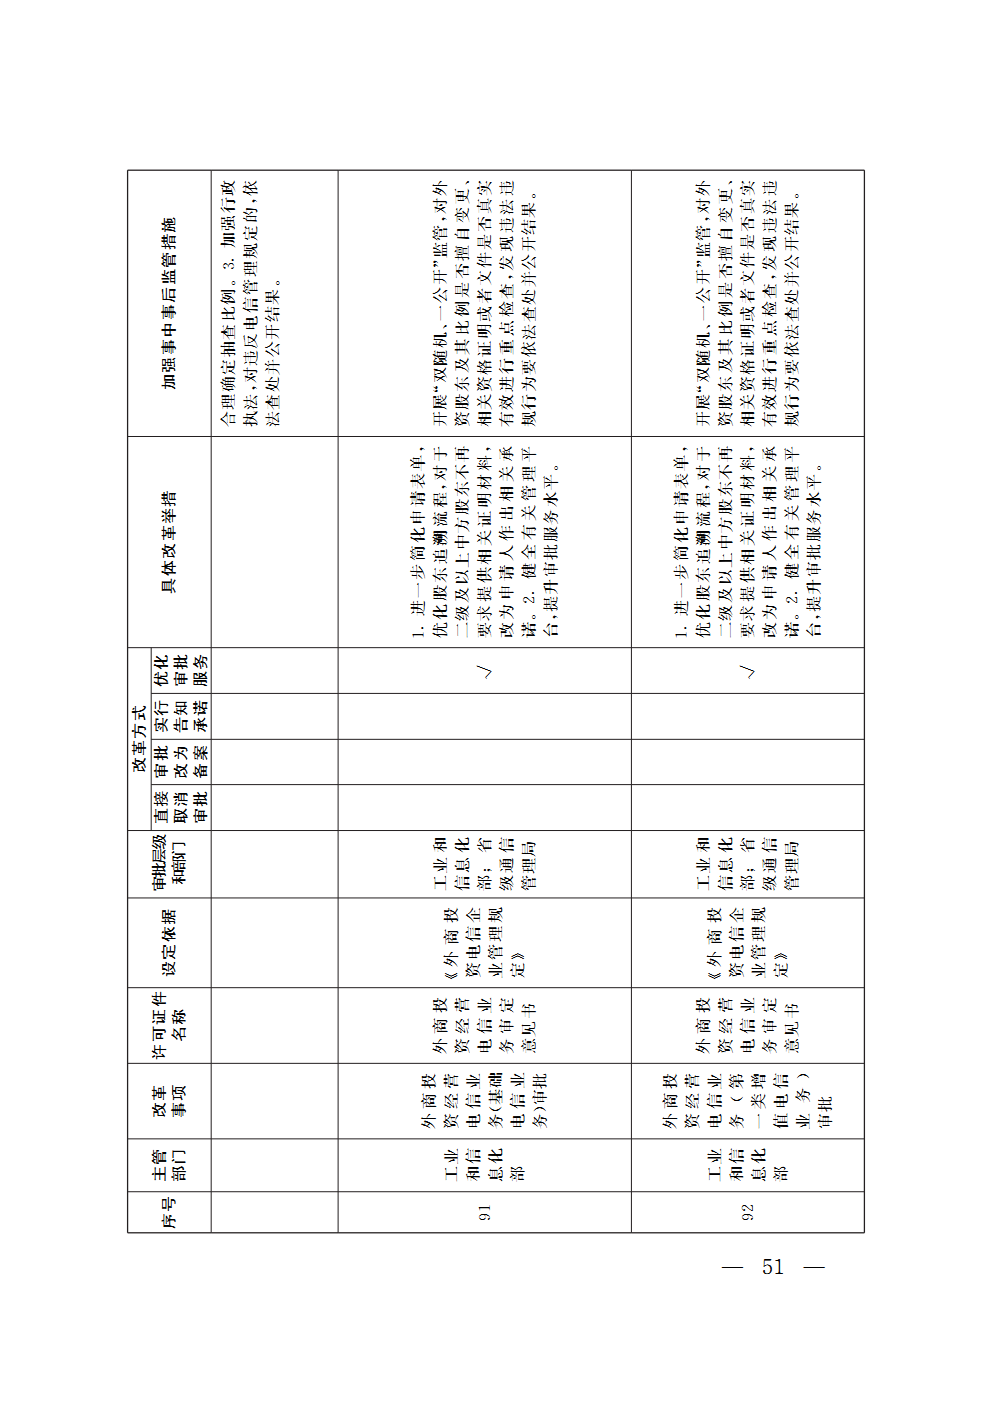 序号
主管
部门
改革
事项
许可证件
名称
设定依据
审批层级
和部门
改革方式
直接
取消
审批
审批
改为
备案
实行
告知
承诺
优化
审批
服务
具体改革举措
加强事中事后监管措施
合理确定抽查比例。3. 加强行政
执法,对违反电信管理规定的,依
法查处并公开结果。
91
工业
和信
息化
部
外商投
资经营
电信业
务(基础
电信业
务)审批
外商投
资经营
电信业
务审定
意见书
《外商投
资电信企
业管理规
定》
工业和
信息化
部；省
级通信
管理局
√
1. 进一步简化申请表单,
优化股东追溯流程,对于
二级及以上中方股东不再
要求提供相关证明材料,
改为申请人作出相关承
诺。2. 健全有关管理平
台,提升审批服务水平。
开展“双随机、一公开”监管,对外
资股东及其比例是否擅自变更、
相关资格证明或者文件是否真实
有效进行重点检查,发现违法违
规行为要依法查处并公开结果。
92
工业
和信
息化
部
外商投
资经营
电信业
务（第
一类增
值电信
业务）
审批
外商投
资经营
电信业
务审定
意见书
《外商投
资电信企
业管理规
定》
工业和
信息化
部；省
级通信
管理局
√
1. 进一步简化申请表单,
优化股东追溯流程,对于
二级及以上中方股东不再
要求提供相关证明材料,
改为申请人作出相关承
诺。2. 健全有关管理平
台,提升审批服务水平。
开展“双随机、一公开”监管,对外
资股东及其比例是否擅自变更、
相关资格证明或者文件是否真实
有效进行重点检查,发现违法违
规行为要依法查处并公开结果。
— 51 —